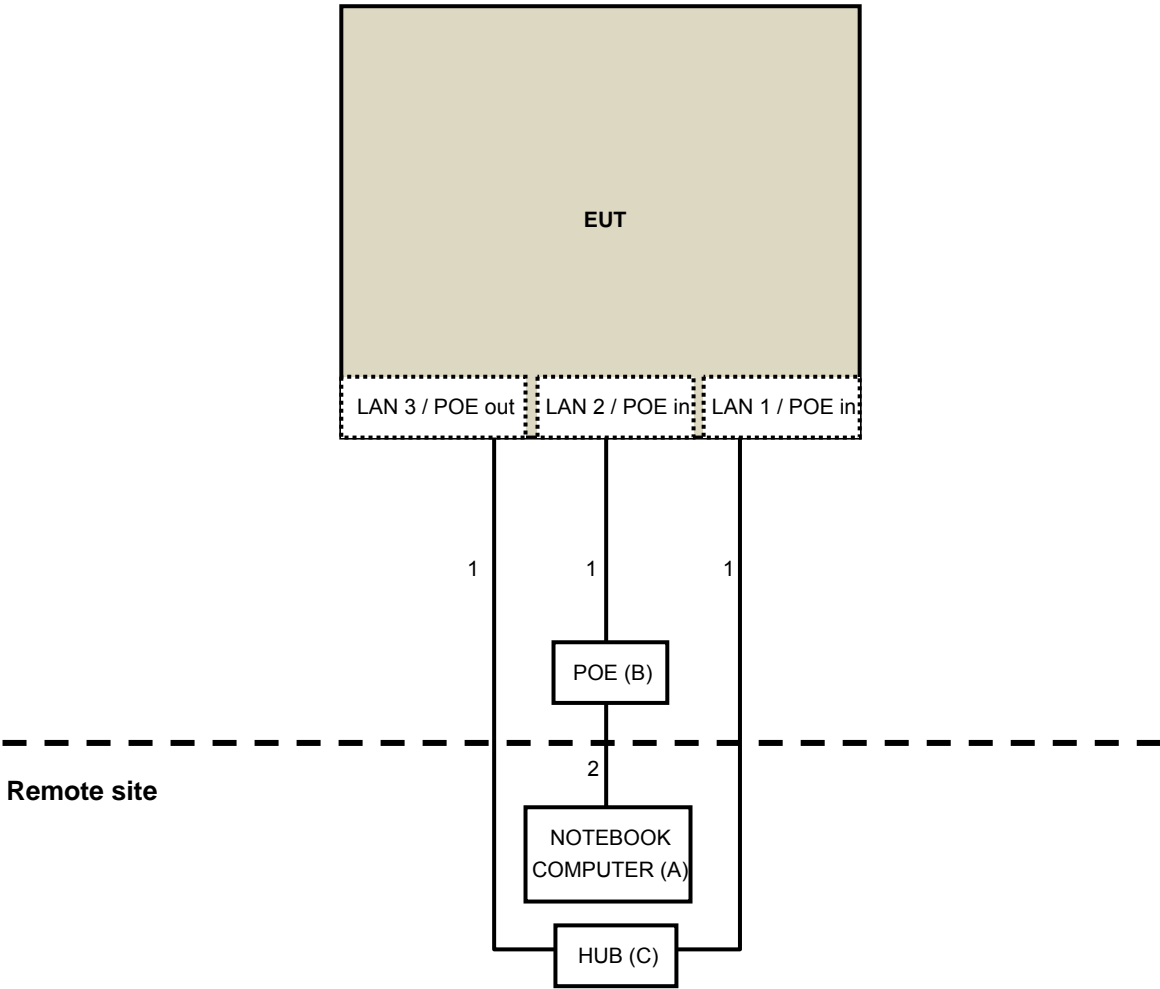 EUT
LAN 3 / POE out
LAN 2 / POE in
LAN 1 / POE in
1
1
1
POE (B)
2
Remote site
NOTEBOOK
COMPUTER (A)
HUB (C)